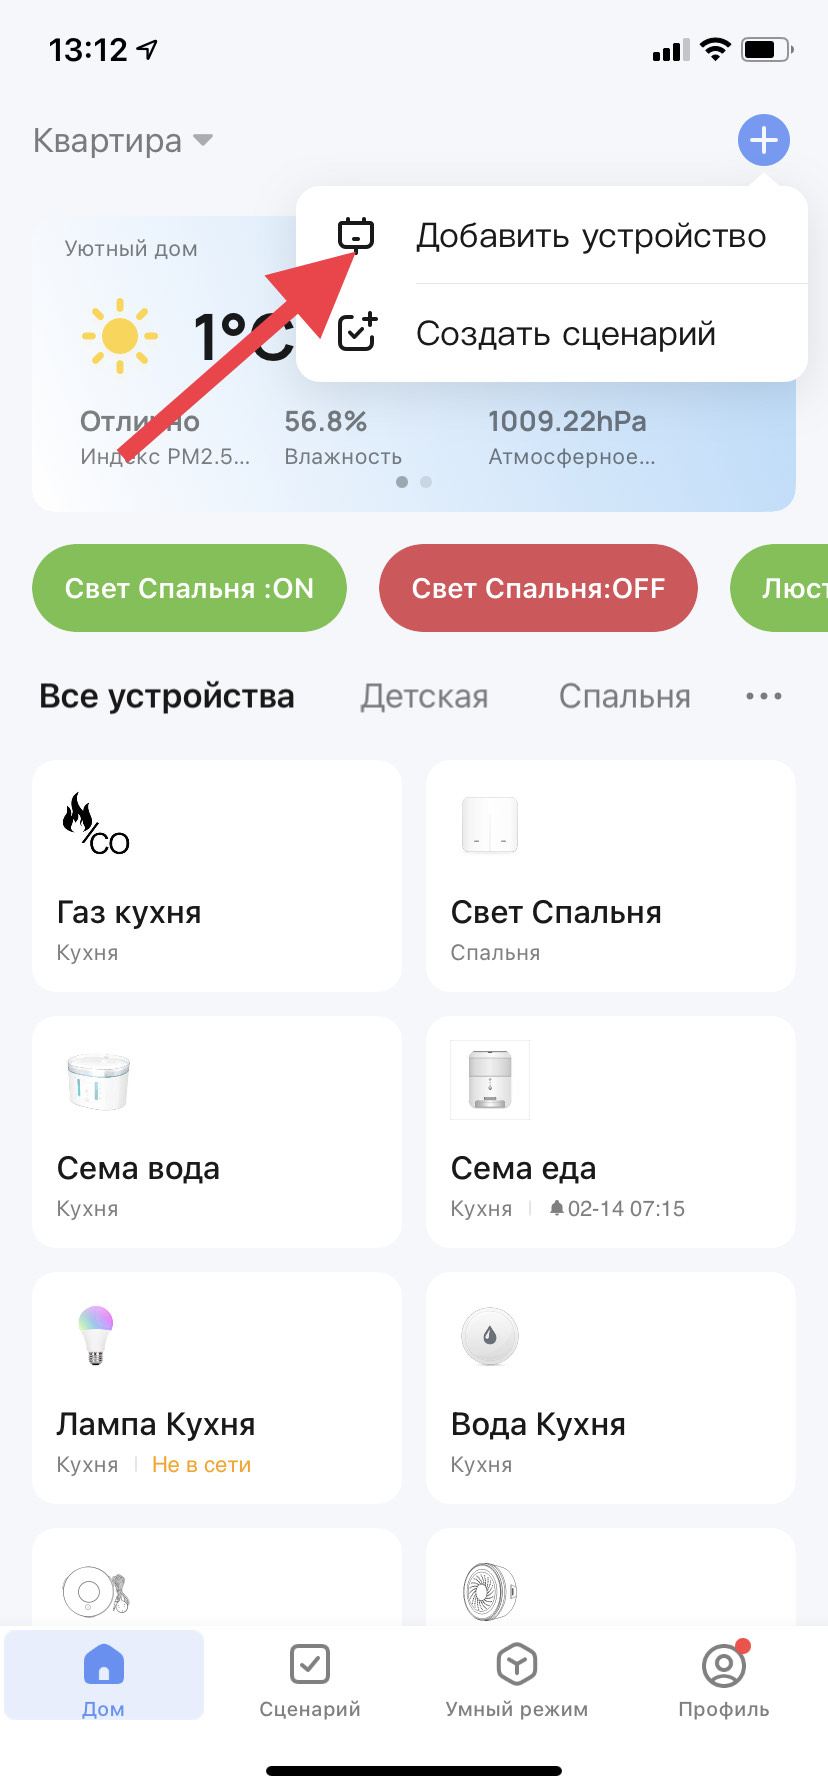 13:12
Квартира
Добавить устройство
Создать сценарий
Уютный дом
1°C
Отлично
56.8%
1009.22hPa
Индекс PM2.5...
Влажность
Атмосферное...
Свет Спальня :ON
Свет Спальня:OFF
Люст
Все устройства
Детская
Спальня
CO
Газ кухня
Кухня
Свет Спальня
Спальня
Сема вода
Кухня
Сема еда
Кухня
02-14 07:15
Лампа Кухня
Кухня
Не в сети
Вода Кухня
Кухня
Дом
Сценарий
Умный режим
Профиль